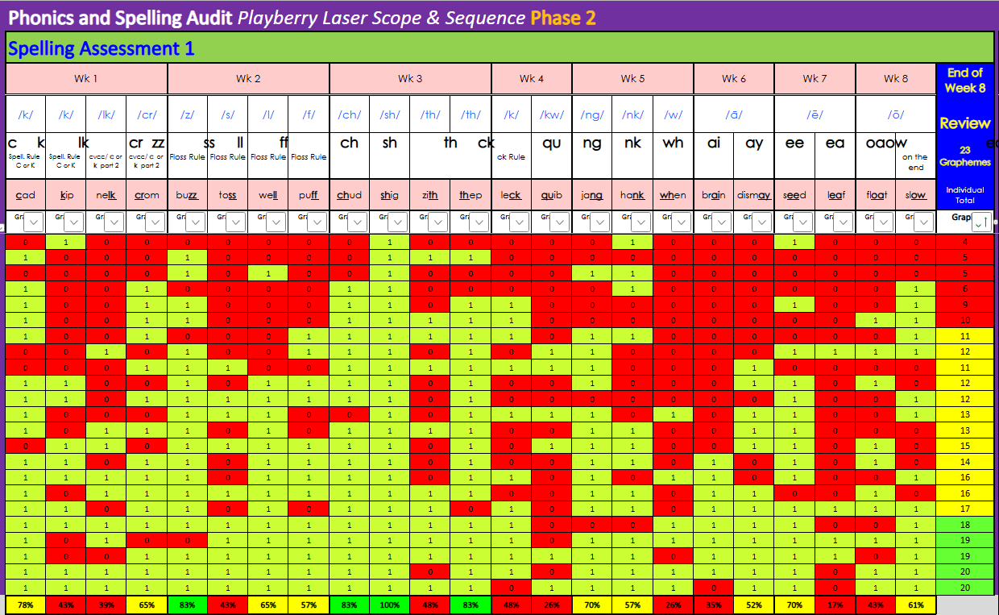 Phonics and Spelling Audit Playberry Laser Scope & Sequence Phase 2
Spelling Assessment 1
Wk 1 Wk 2 Wk 3 Wk 4 Wk 5 Wk 6 Wk 7 Wk 8 End of Week 8
/k/ /k/ /lk/ /cr/ /z/ /s/ /l/ /f/ /ch/ /sh/ /th/ /th/ /k/ /kw/ /ng/ /nk/ /w/ /ā/ /ē/ /ō/ Review
c k lk cr zz ss ll ff ch sh th ck qu ng nk wh ai ay ee ea oaow
Spell. Rule C or K Spell. Rule C or K cvcc/ c or k part 2 cvcc/ c or k part 2 Floss Rule Floss Rule Floss Rule Floss Rule ck Rule on the end 23 Graphemes
cad kip nelk crom buzz toss well puff chud shig zith thep leck quib jang hank when brain dismay seed leaf float slow Individual Total
Gr Gr Gr Gr Gr Gr Gr Gr Gr Gr Gr Gr Gr Gr Gr Gr Gr Gr Gr Gr Gr Gr Gr Grap
0 1 0 0 0 0 0 0 0 1 0 0 0 0 0 1 0 0 0 1 0 0 0 4
1 0 0 0 1 0 0 0 0 1 1 1 0 0 0 0 0 0 0 0 0 0 0 5
0 0 0 0 1 0 1 0 0 1 0 0 0 0 1 1 0 0 0 0 0 0 0 5
1 0 0 1 0 0 0 0 1 1 0 0 0 0 0 1 0 0 0 0 0 0 1 6
1 0 0 1 1 0 0 0 1 1 0 1 1 0 0 0 0 0 0 1 0 0 1 9
1 0 0 1 1 0 0 0 1 1 1 1 1 0 0 0 0 0 0 0 0 1 1 10
1 0 0 1 0 0 0 1 1 1 1 1 1 0 1 1 0 0 0 0 0 0 1 11
0 0 1 0 1 0 0 1 1 1 0 1 0 1 1 0 0 0 0 1 1 1 1 12
0 0 0 1 1 1 0 0 1 1 1 1 1 1 1 0 0 0 1 0 0 0 0 11
1 1 0 0 1 0 1 1 1 1 0 1 0 0 1 0 0 0 1 1 0 1 0 12
1 1 0 1 1 1 1 1 1 1 0 1 0 0 0 0 0 0 0 1 0 0 1 12
1 0 0 0 1 1 1 0 0 1 0 1 1 1 1 0 1 0 1 1 0 0 1 13
1 0 1 1 1 0 1 0 1 1 1 1 0 0 1 1 0 0 1 1 0 0 0 13
0 1 1 0 1 1 1 1 1 1 0 1 0 1 1 1 0 0 1 1 0 1 0 15
1 1 0 1 1 0 1 1 1 1 0 1 0 0 1 1 0 1 0 1 0 1 0 14
1 1 1 1 1 0 1 1 1 1 0 1 1 0 1 0 1 1 0 1 0 0 1 16
1 0 1 1 1 1 1 1 1 1 1 1 0 0 1 1 0 1 1 0 0 1 0 16
1 1 0 1 1 0 1 0 1 1 1 0 1 0 1 1 0 1 1 1 1 1 1 17
1 1 1 1 1 1 1 1 1 1 1 1 1 0 0 0 1 1 1 1 0 0 1 18
1 0 1 0 0 1 1 1 1 1 1 1 1 0 1 1 1 1 1 1 1 1 1 19
1 0 0 1 1 1 1 1 1 1 1 1 1 1 1 1 0 1 1 1 1 0 1 19
1 1 1 1 1 1 1 1 1 1 0 1 1 0 1 1 1 1 1 1 0 1 1 20
1 1 1 1 1 1 1 1 1 1 1 1 0 1 1 1 1 0 1 1 0 1 1 20
78% 43% 39% 65% 83% 43% 65% 57% 83% 100% 48% 83% 48% 26% 70% 57% 26% 35% 52% 70% 17% 43% 61%